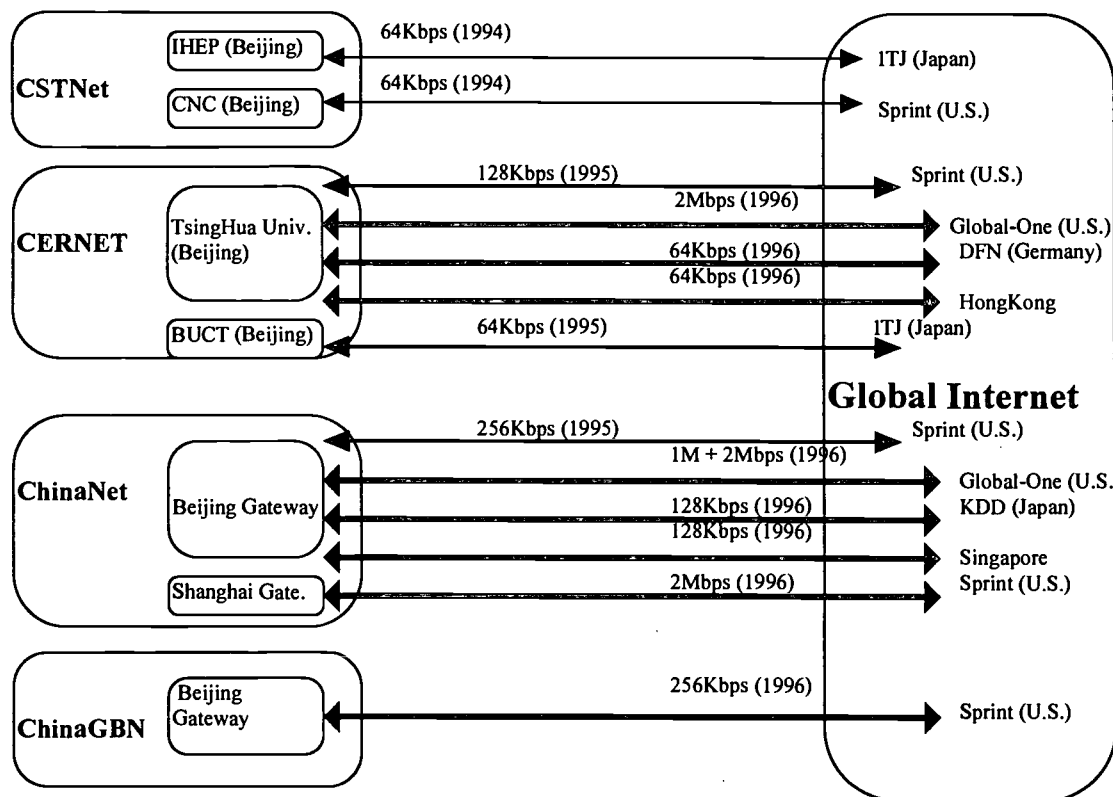 64Kbps (1994)
IHEP (Beijing)
1TJ (Japan)
CSTNet
64Kbps (1994)
CNC (Beijing)
Sprint (U.S.)
128Kbps (1995)
Sprint (U.S.)
2Mbps (1996)
TsingHua Univ.
(Beijing)
Global-One (U.S.)
CERNET
64Kbps (1996)
DFN (Germany)
64Kbps (1996)
HongKong
BUCT (Beijing)
64Kbps (1995)
1TJ (Japan)
Global Internet
256Kbps (1995)
Sprint (U.S.)
1M + 2Mbps (1996)
Global-One (U.S.
ChinaNet
Beijing Gateway
128Kbps (1996)
KDD (Japan)
128Kbps (1996)
Singapore
Shanghai Gate.
2Mbps (1996)
Sprint (U.S.)
256Kbps (1996)
Beijing
Gateway
Sprint (U.S.)
ChinaGBN